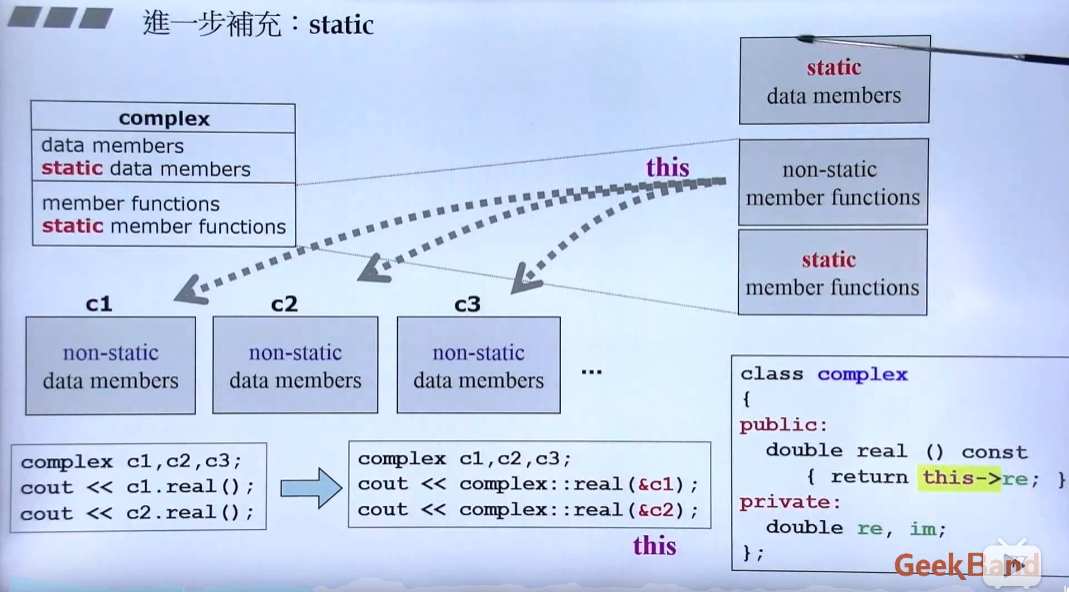 進一步補充：static
static
data members
complex
data members
static data members
member functions
static member functions
this
non-static
member functions
static
member functions
c1
c2
c3
non-static
data members
non-static
data members
non-static
data members
...
complex c1,c2,c3;
cout << c1.real();
cout << c2.real();
complex c1,c2,c3;
cout << complex::real(&c1);
cout << complex::real(&c2);
this
class complex
{
public:
double real () const
{ return this->re; }
private:
double re, im;
};
GeekBand